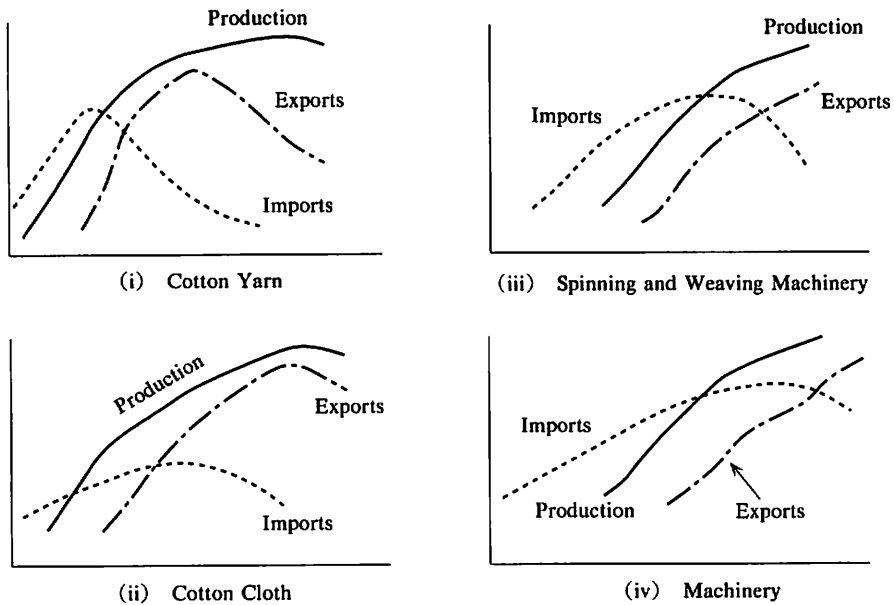 Production
Exports
Imports
(i) Cotton Yarn
Production
Imports
Exports
(iii) Spinning and Weaving Machinery
Production
Exports
Imports
(ii) Cotton Cloth
Imports
Production
Exports
(iv) Machinery